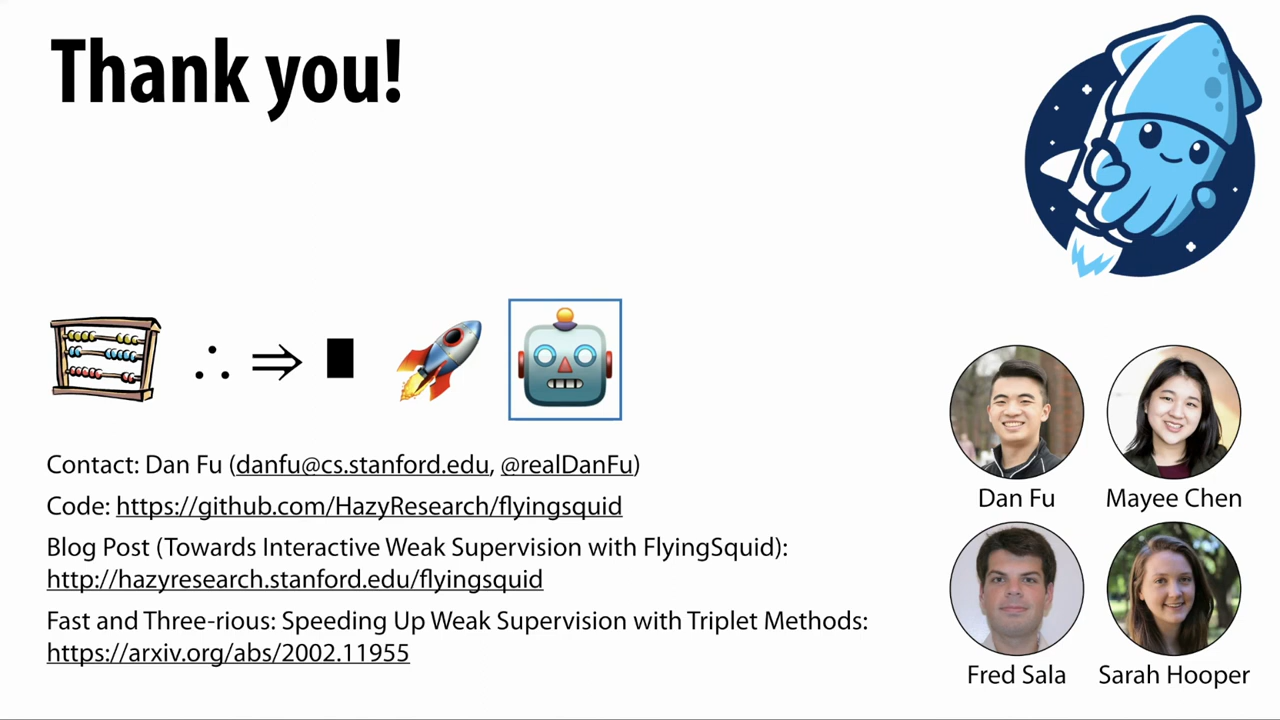 Thank you!
∴ ⇒ ∎
Contact: Dan Fu (danfu@cs.stanford.edu, @realDanFu)
Code: https://github.com/HazyResearch/flyingsquid
Blog Post (Towards Interactive Weak Supervision with FlyingSquid):
http://hazyresearch.stanford.edu/flyingsquid
Fast and Three-rious: Speeding Up Weak Supervision with Triplet Methods:
https://arxiv.org/abs/2002.11955
Dan Fu
Mayee Chen
Fred Sala
Sarah Hooper